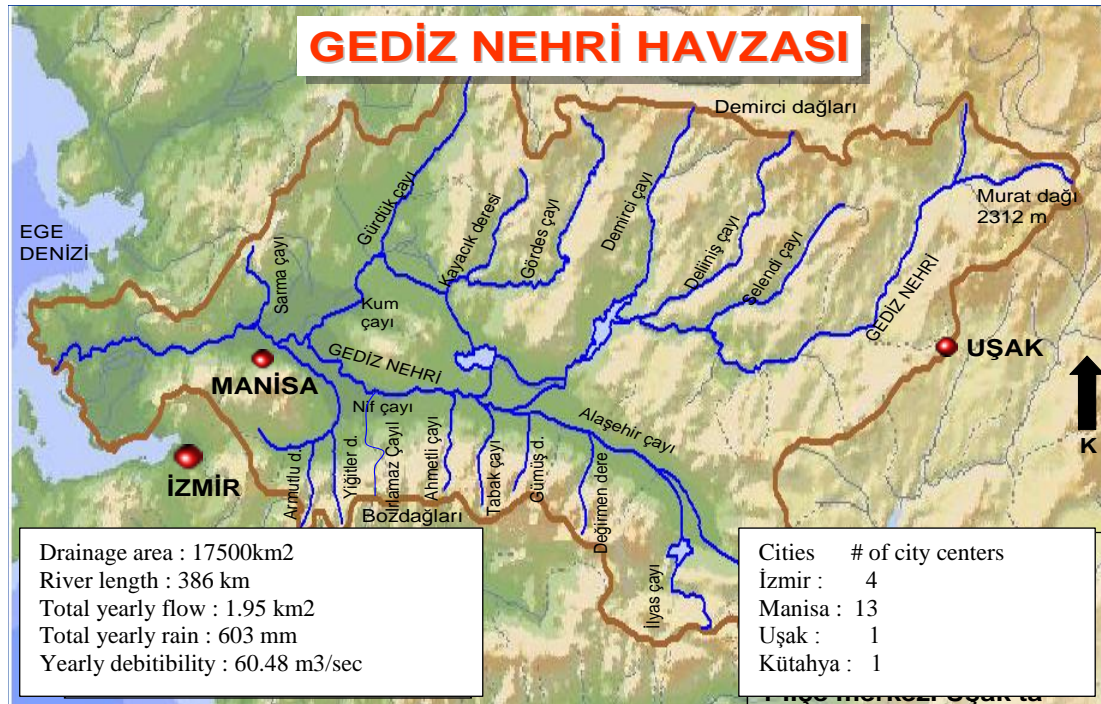 GEDİZ NEHRİ HAVZASI
Demirci dağları
Murat dağı
2312 m
EGE
DENİZİ
Sarma çayı
Gürdük çayı
Kayacık deresi
Gördes çayı
Demirci çayı
Deliiniş çayı
Selendi çayı
GEDİZ NEHRİ
Kum
çayı
UŞAK
GEDİZ NEHRİ
MANİSA
Nif çayı
Alaşehir çayı
K
İZMİR
Armutlu d.
Yiğitler d.
Irlamaz Çayıl
Ahmetli çayı
Tabak çayı
Gümüş d.
Değirmen dere
Bozdağları
İlyas çayı
Drainage area : 17500km2
River length : 386 km
Total yearly flow : 1.95 km2
Total yearly rain : 603 mm
Yearly debitibility : 60.48 m3/sec
Cities # of city centers
İzmir : 4
Manisa : 13
Uşak : 1
Kütahya : 1